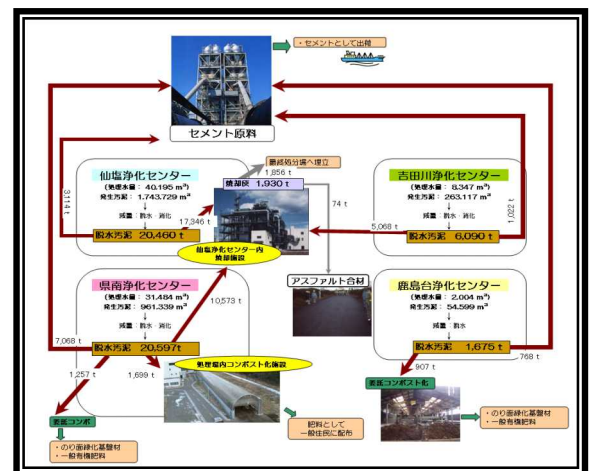 ・セメントとして出荷
セメント原料
仙塩浄化センター
(処理水量: 40.195 m³)
発生汚泥: 1,743.729 m³
減量:脱水・消化
脱水汚泥 20,460 t
3,114 t
17,346 t
最終処分場へ埋立
1,856 t
焼却灰 1,930 t
74 t
仙塩浄化センター内
焼却施設
吉田川浄化センター
(処理水量: 8.347 m³)
発生汚泥: 263.117 m³
減量:脱水・消化
脱水汚泥 6,090 t
5,068 t
1,022 t
県南浄化センター
(処理水量: 31.484 m³)
発生汚泥: 961.339 m³
減量:脱水・消化
脱水汚泥 20,597t
7,068 t
10,573 t
1,257 t
1,699 t
処理場内コンポスト化施設
アスファルト合材
鹿島台浄化センター
(処理水量: 2.004 m³)
発生汚泥: 54.599 m³
減量:脱水
脱水汚泥 1,675 t
907 t
768 t
委託コンポスト化
委託コンポ
・のり面緑化基盤材
・一般有機肥料
肥料として
一般住民に配布
・のり面緑化基盤材
・一般有機肥料